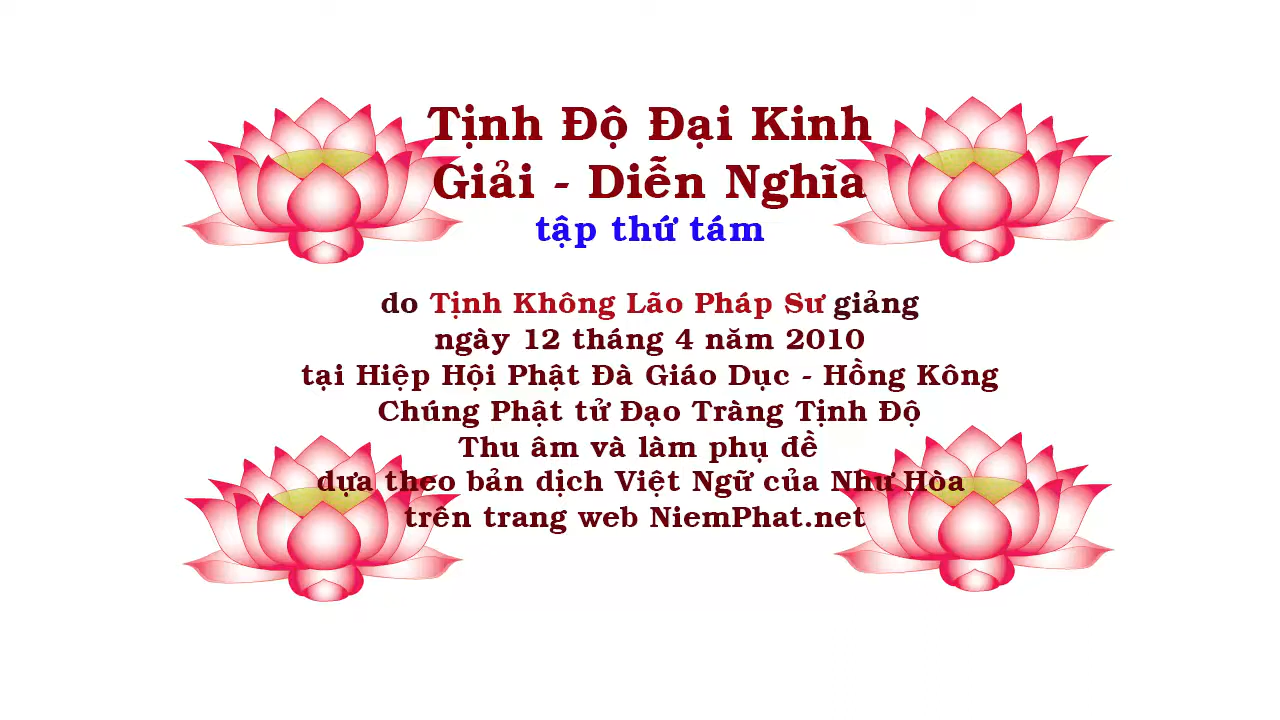 Tịnh Độ Đại Kinh
Giải - Diễn Nghĩa
tập thứ tám
do Tịnh Không Lão Pháp Sư giảng
ngày 12 tháng 4 năm 2010
tại Hiệp Hội Phật Đà Giáo Dục - Hồng Kông
Chúng Phật tử Đạo Tràng Tịnh Độ
Thu âm và làm phụ đề
dựa theo bản dịch Việt Ngữ của Như Hòa
trên trang web NiemPhat.net